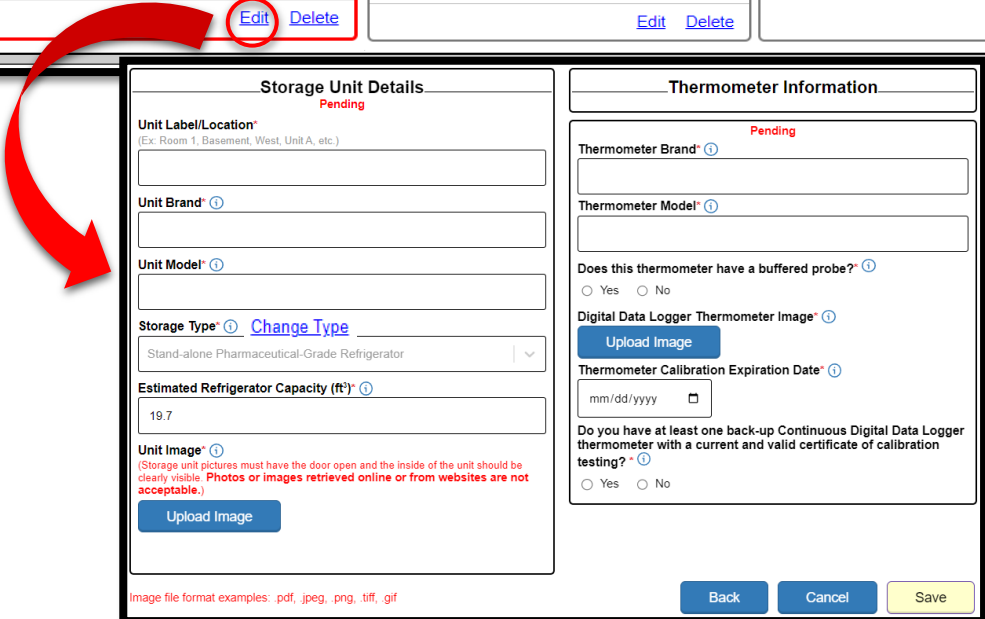 Edit Delete
Edit Delete
Storage Unit Details
Pending
Unit Label/Location*
(Ex: Room 1, Basement, West, Unit A, etc.)
Unit Brand*
Unit Model*
Storage Type* Change Type
Stand-alone Pharmaceutical-Grade Refrigerator
Estimated Refrigerator Capacity (ft³)*
19.7
Unit Image*
(Storage unit pictures must have the door open and the inside of the unit should be
clearly visible. Photos or images retrieved online or from websites are not
acceptable.)
Upload Image
Image file format examples: .pdf, .jpeg, .png, .tiff, .gif
Thermometer Information
Pending
Thermometer Brand*
Thermometer Model*
Does this thermometer have a buffered probe?*
Yes No
Digital Data Logger Thermometer Image*
Upload Image
Thermometer Calibration Expiration Date*
mm/dd/yyyy
Do you have at least one back-up Continuous Digital Data Logger
thermometer with a current and valid certificate of calibration
testing? *
Yes No
Back Cancel Save